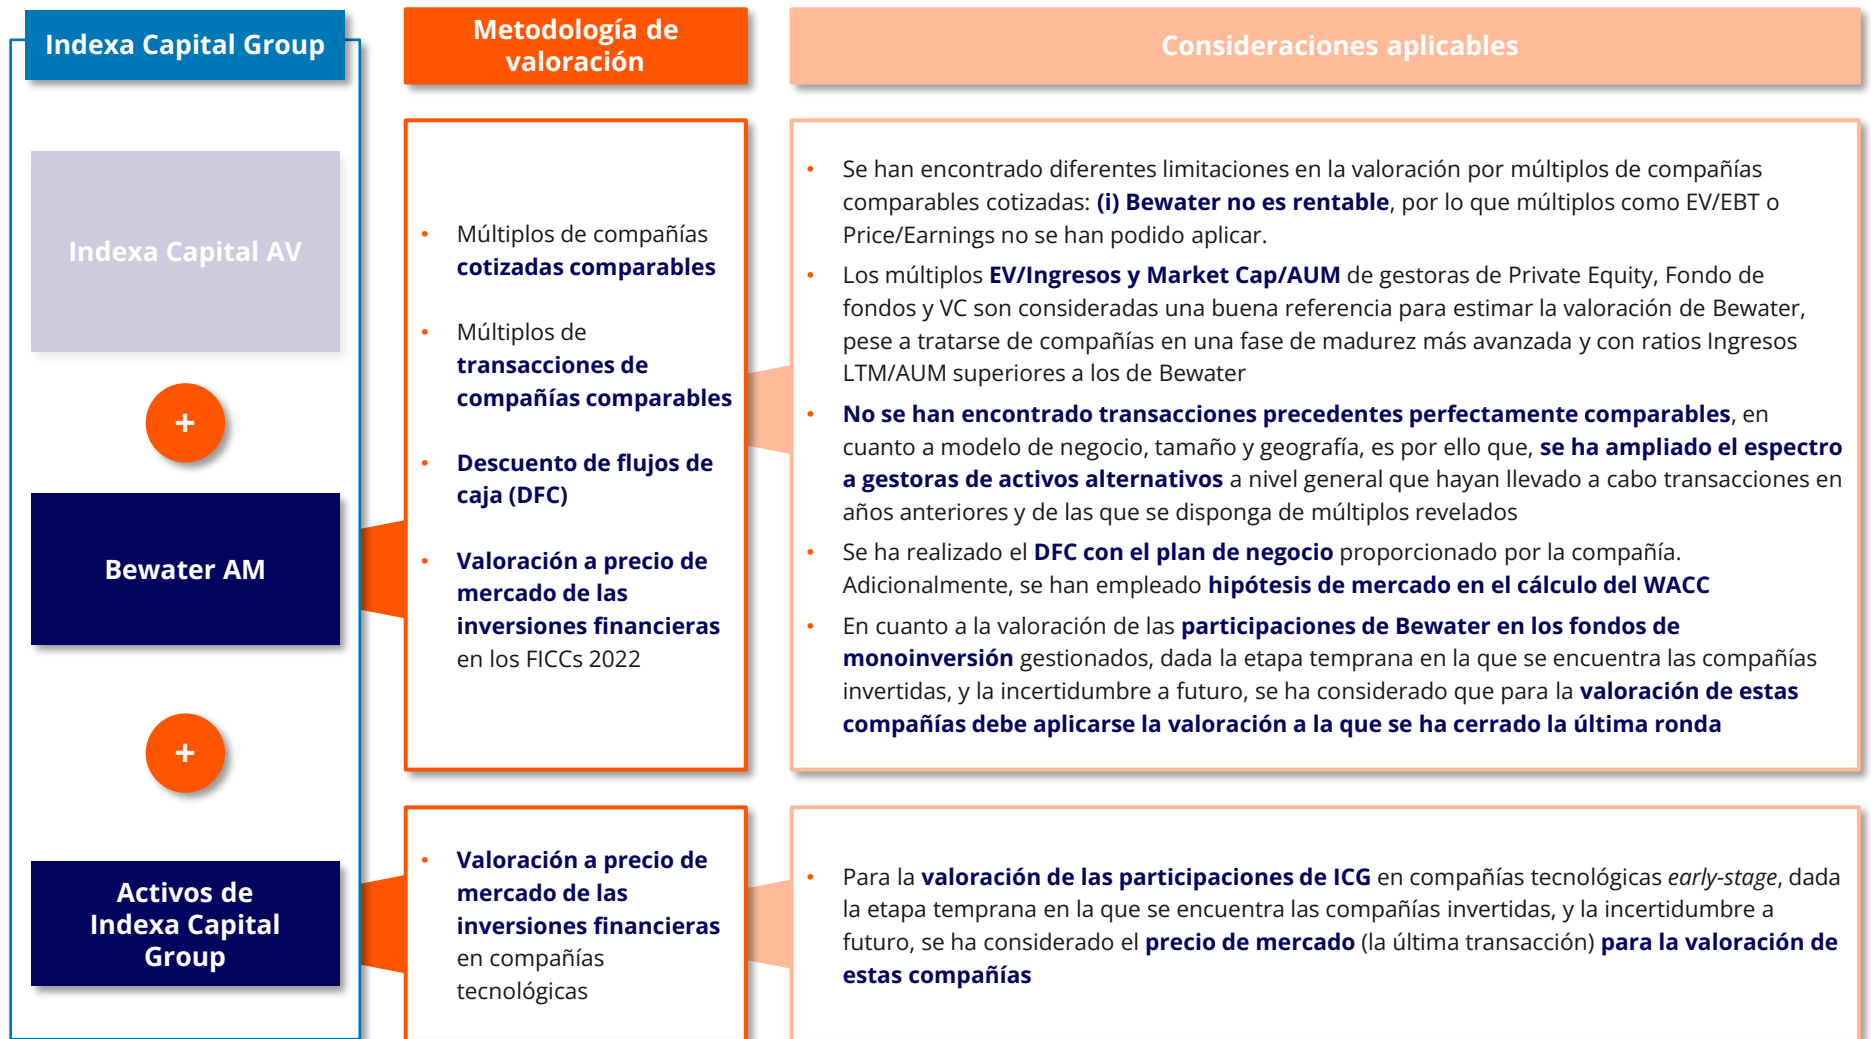 Indexa Capital Group
Metodología de
valoración
Consideraciones aplicables
Indexa Capital AV
+
Bewater AM
+
Activos de
Indexa Capital
Group
• Múltiplos de compañías
cotizadas comparables
• Múltiplos de
transacciones de
compañías comparables
• Descuento de flujos de
caja (DFC)
• Valoración a precio de
mercado de las
inversiones financieras
en los FICCs 2022
• Se han encontrado diferentes limitaciones en la valoración por múltiplos de compañías
comparables cotizadas: (i) Bewater no es rentable, por lo que múltiplos como EV/EBT o
Price/Earnings no se han podido aplicar.
• Los múltiplos EV/Ingresos y Market Cap/AUM de gestoras de Private Equity, Fondo de
fondos y VC son consideradas una buena referencia para estimar la valoración de Bewater,
pese a tratarse de compañías en una fase de madurez más avanzada y con ratios Ingresos
LTM/AUM superiores a los de Bewater
• No se han encontrado transacciones precedentes perfectamente comparables, en
cuanto a modelo de negocio, tamaño y geografía, es por ello que, se ha ampliado el espectro
a gestoras de activos alternativos a nivel general que hayan llevado a cabo transacciones en
años anteriores y de las que se disponga de múltiplos revelados
• Se ha realizado el DFC con el plan de negocio proporcionado por la compañía.
Adicionalmente, se han empleado hipótesis de mercado en el cálculo del WACC
• En cuanto a la valoración de las participaciones de Bewater en los fondos de
monoinversión gestionados, dada la etapa temprana en la que se encuentra las compañías
invertidas, y la incertidumbre a futuro, se ha considerado que para la valoración de estas
compañías debe aplicarse la valoración a la que se ha cerrado la última ronda
• Valoración a precio de
mercado de las
inversiones financieras
en compañías
tecnológicas
• Para la valoración de las participaciones de ICG en compañías tecnológicas early-stage, dada
la etapa temprana en la que se encuentra las compañías invertidas, y la incertidumbre a
futuro, se ha considerado el precio de mercado (la última transacción) para la valoración de
estas compañías